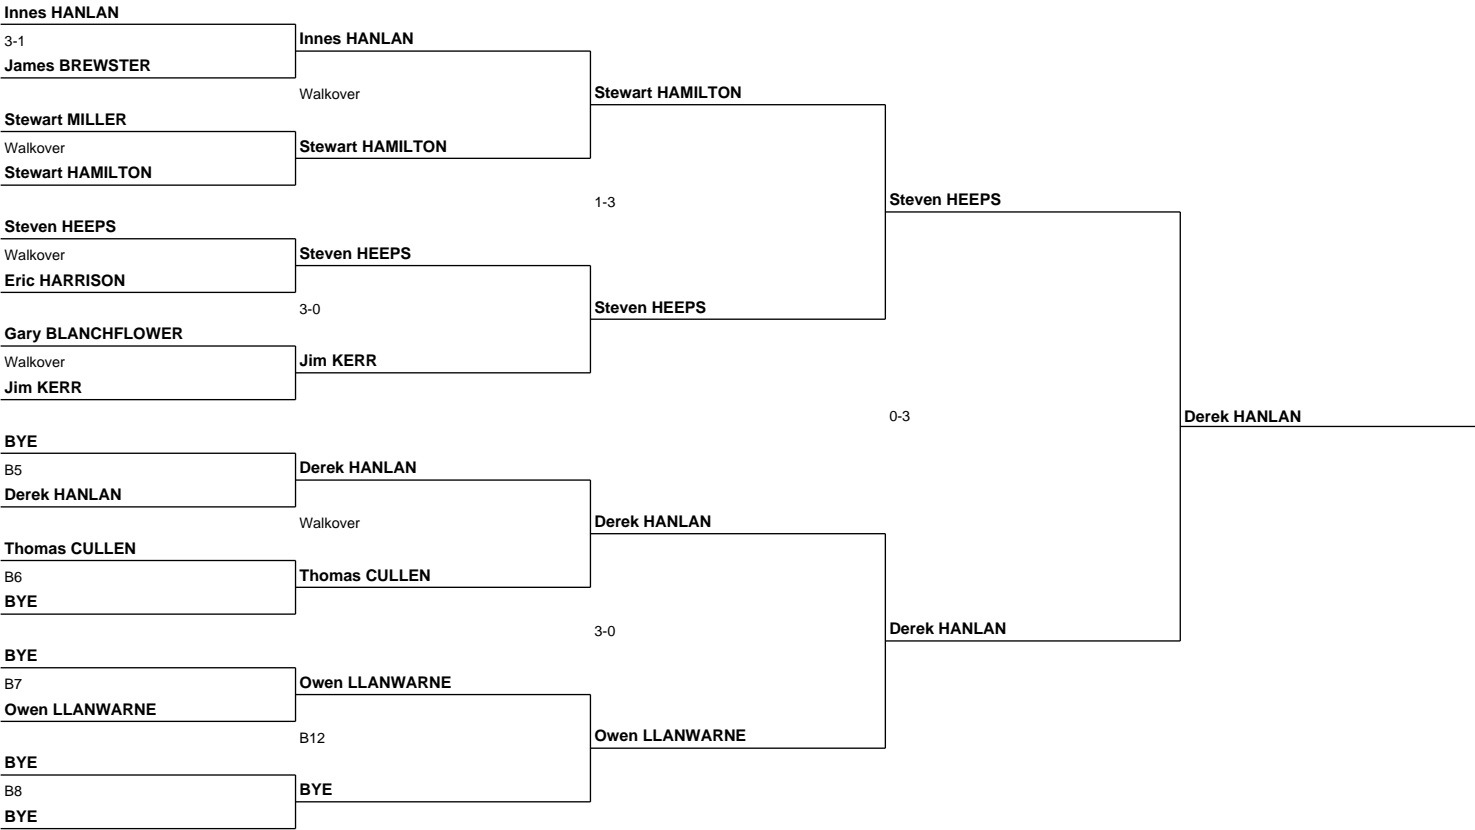 Innes HANLAN
3-1
James BREWSTER
Stewart MILLER
Walkover
Stewart HAMILTON
Steven HEEPS
Walkover
Eric HARRISON
Gary BLANCHFLOWER
Walkover
Jim KERR
BYE
B5
Derek HANLAN
Thomas CULLEN
B6
BYE
BYE
B7
Owen LLANWARNE
BYE
B8
BYE
Innes HANLAN
Walkover
Stewart HAMILTON
Steven HEEPS
3-0
Jim KERR
Derek HANLAN
Walkover
Thomas CULLEN
Owen LLANWARNE
B12
BYE
Stewart HAMILTON
1-3
Steven HEEPS
Derek HANLAN
3-0
Owen LLANWARNE
Steven HEEPS
0-3
Derek HANLAN
Derek HANLAN